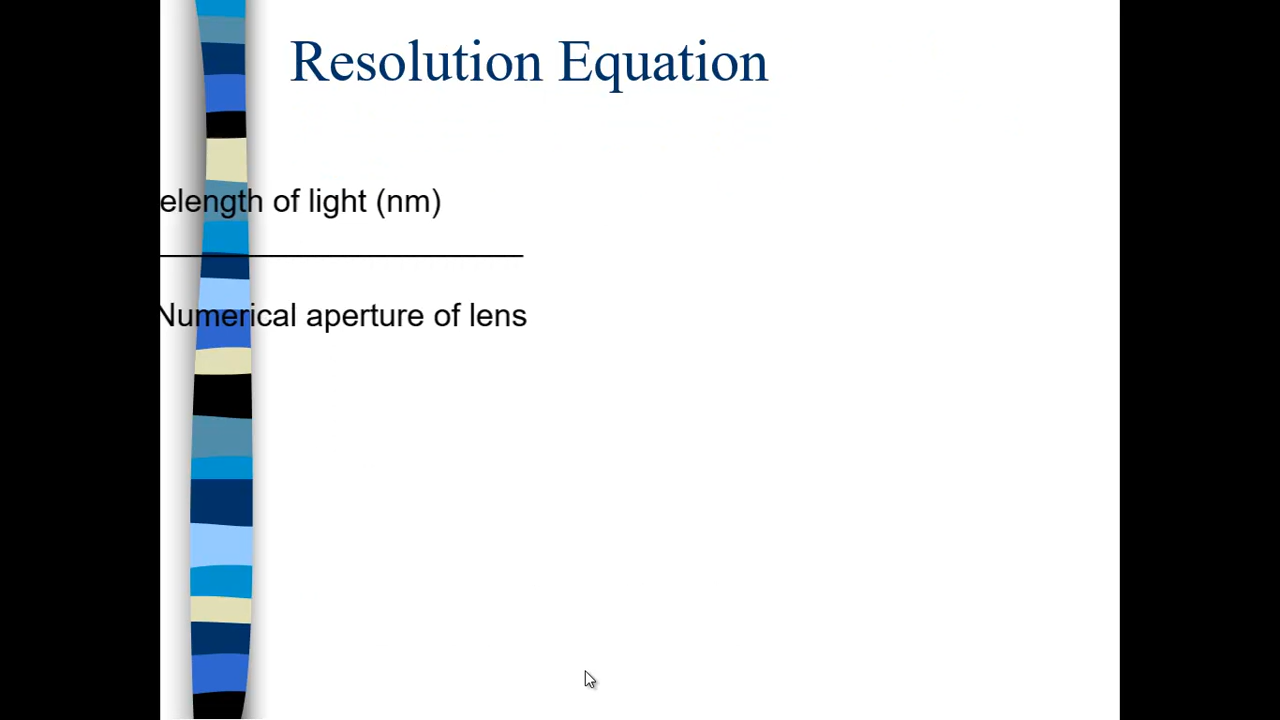 Resolution Equation
elength of light (nm)
Numerical aperture of lens